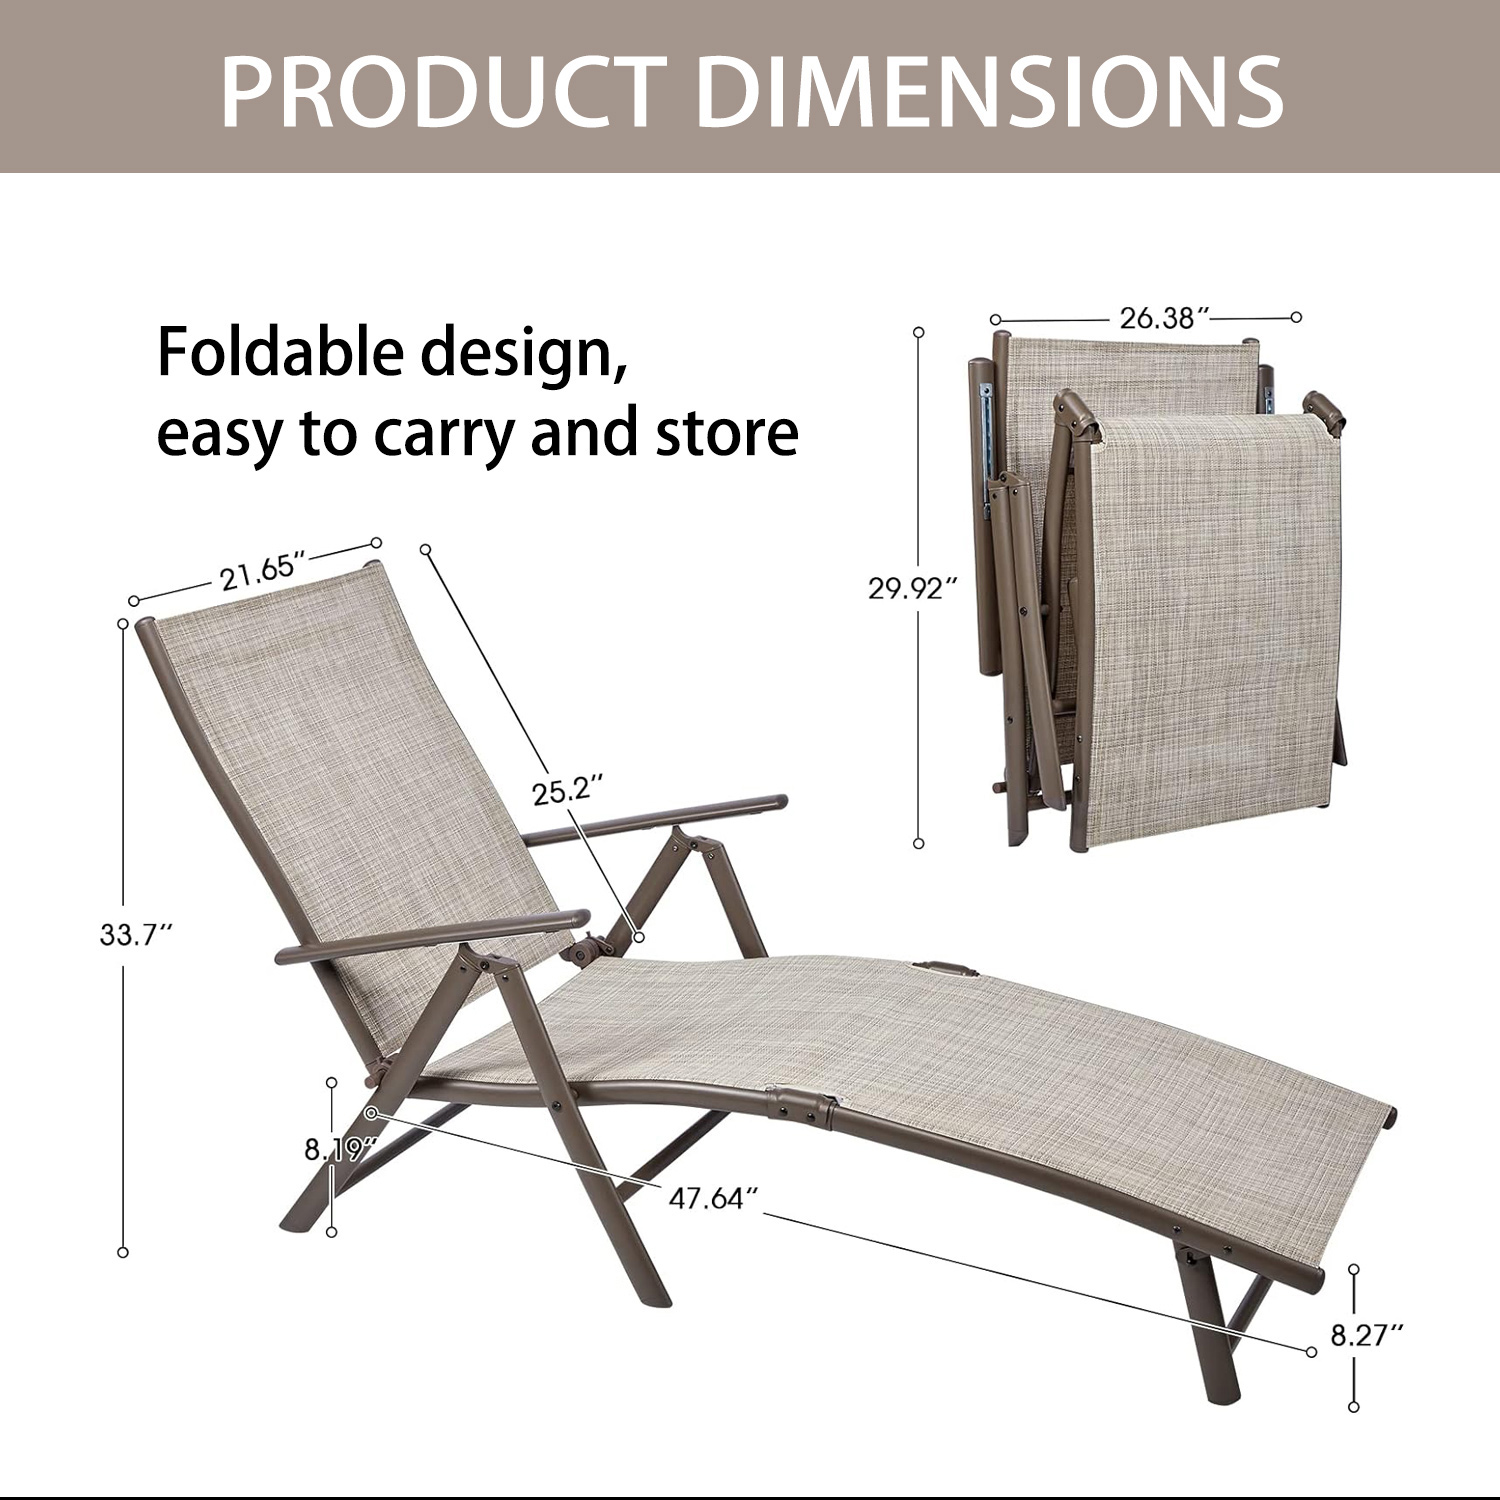 PRODUCT DIMENSIONS
Foldable design,
easy to carry and store
26.38″
29.92″
21.65″
25.2″
33.7″
8.19″
47.64″
8.27″